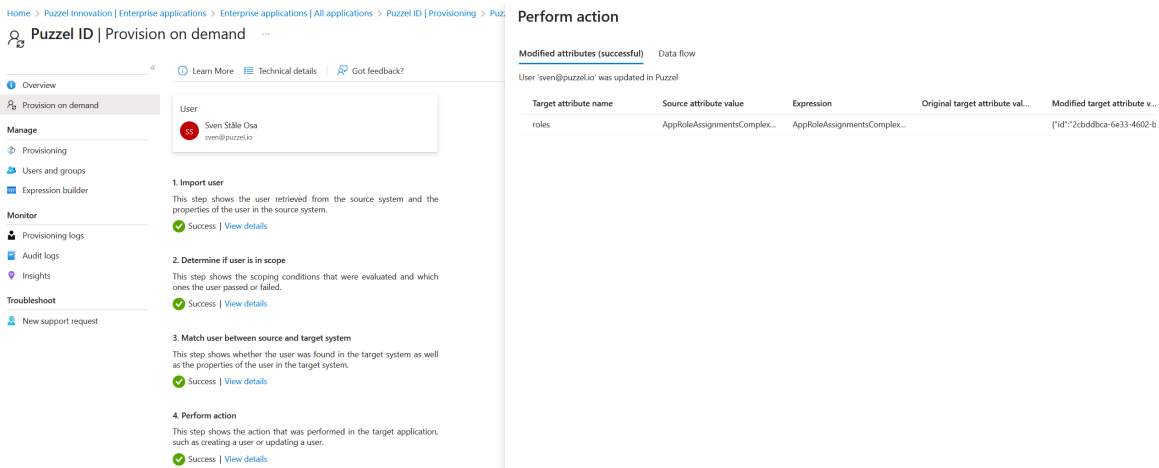 Home > Puzzel Innovation | Enterprise applications > Enterprise applications | All applications > Puzzel ID | Provisioning > Puz
Puzzel ID | Provision on demand ...
«
Overview
Provision on demand
Manage
Provisioning
Users and groups
Expression builder
Monitor
Provisioning logs
Audit logs
Insights
Troubleshoot
New support request
Learn More
Technical details
Got feedback?
User
SS
Sven Ståle Osa
sven@puzzel.io
1. Import user
This step shows the user retrieved from the source system and the
properties of the user in the source system.
Success | View details
2. Determine if user is in scope
This step shows the scoping conditions that were evaluated and which
ones the user passed or failed.
Success | View details
3. Match user between source and target system
This step shows whether the user was found in the target system as well
as the properties of the user in the target system.
Success | View details
4. Perform action
This step shows the action that was performed in the target application,
such as creating a user or updating a user.
Success | View details
Perform action
Modified attributes (successful) Data flow
User 'sven@puzzel.io' was updated in Puzzel
Target attribute name Source attribute value Expression Original target attribute val... Modified target attribute v...
roles AppRoleAssignmentsComplex... AppRoleAssignmentsComplex... {"id":"2cbddbca-6e33-4602-b